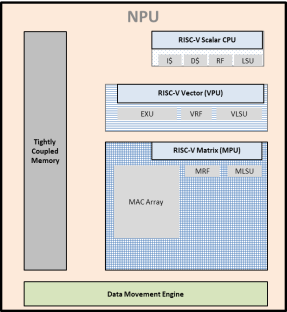 NPU
RISC-V Scalar CPU
I$ D$ RF LSU
RISC-V Vector (VPU)
EXU VRF VLSU
Tightly
Coupled
Memory
RISC-V Matrix (MPU)
MRF MLSU
MAC Array
Data Movement Engine